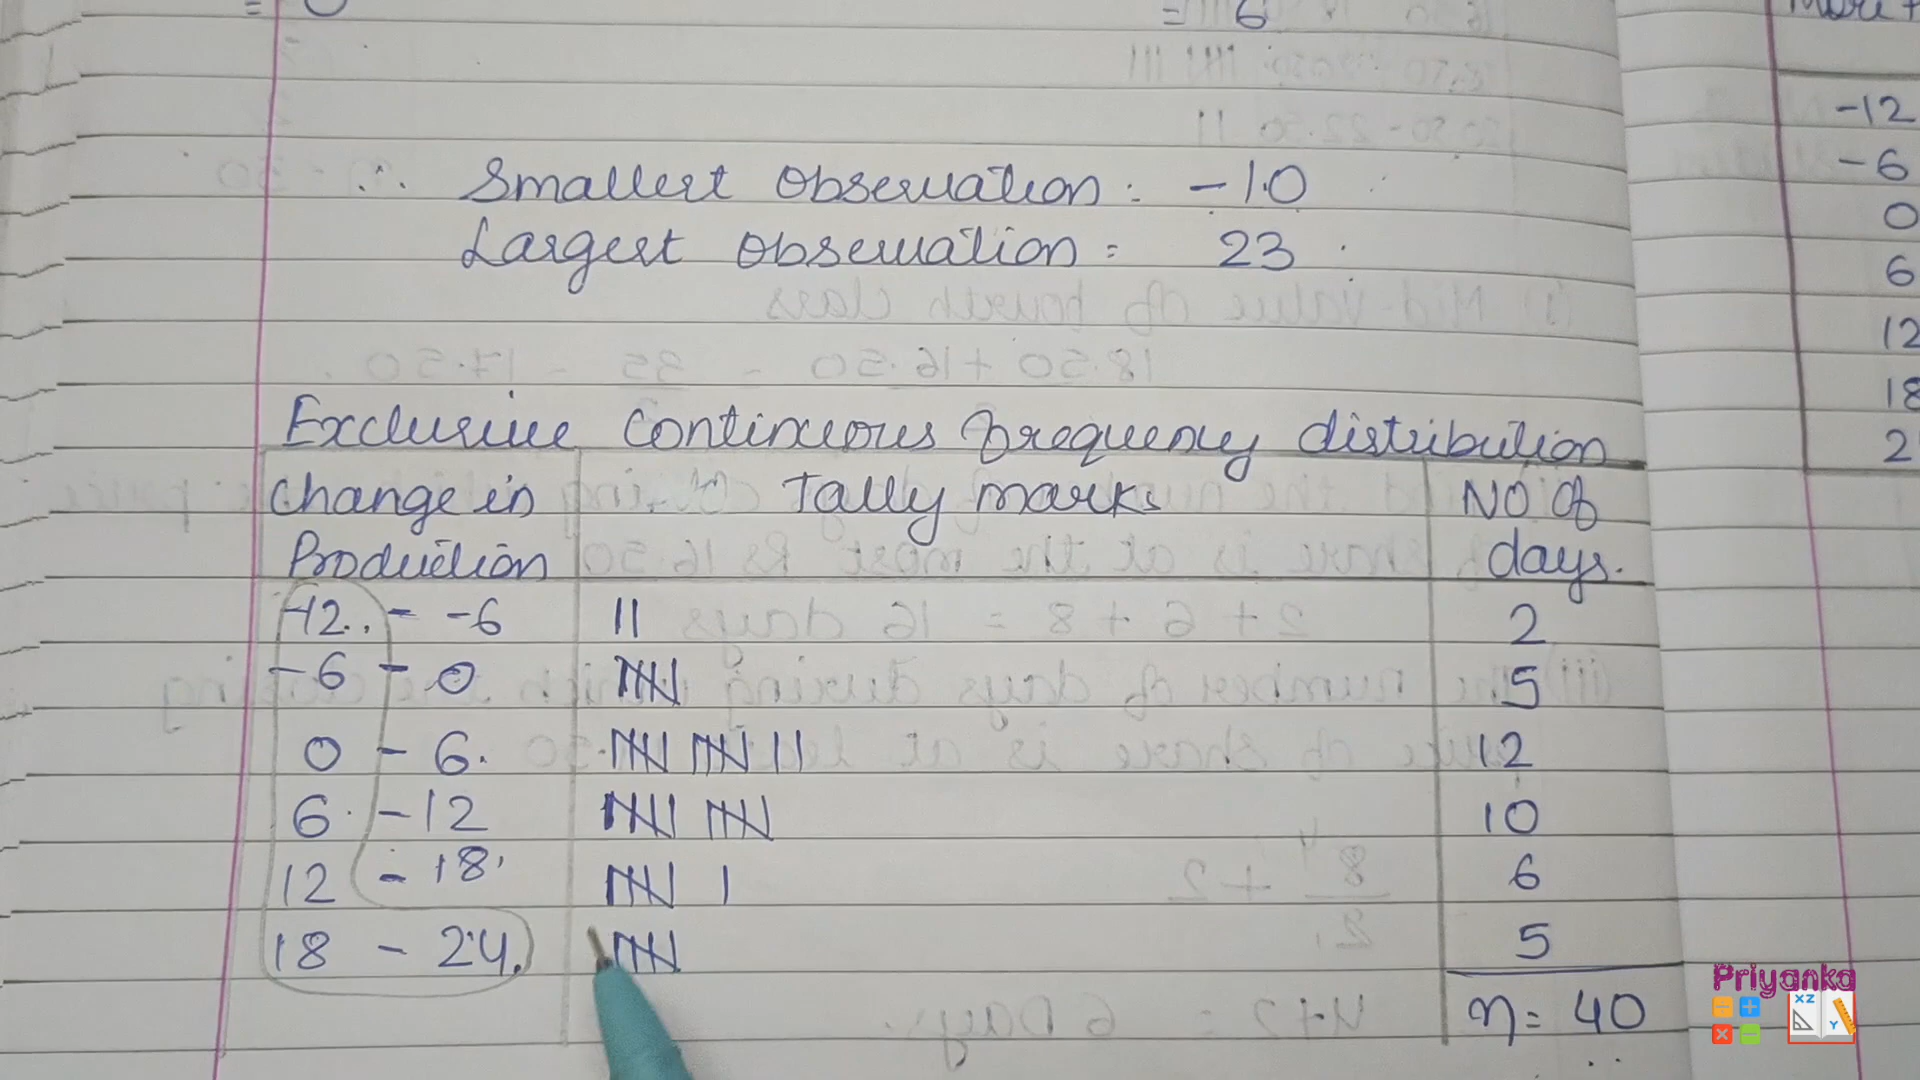 = 6
∴ Smallest Observation : -10
Largest Observation = 23
Exclusive Continuous frequency distribution
Change in Production Tally marks No of days.
-12 - -6 || 2
-6 - 0 𝍸 5
0 - 6. 𝍸 𝍸 || 12
6 - 12 𝍸 𝍸 10
12 - 18 𝍸 | 6
18 - 24. 𝍸 5
n = 40
-12
-6
0
6
12
18
2
Priyanka
XZ
Y